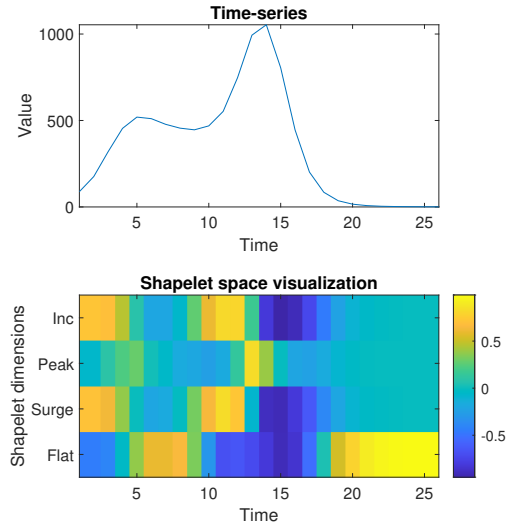 Time-series
1000
500
0
Value
5 10 15 20 25
Time
Shapelet space visualization
Inc
Peak
Surge
Flat
Shapelet dimensions
0.5
0
-0.5
5 10 15 20 25
Time